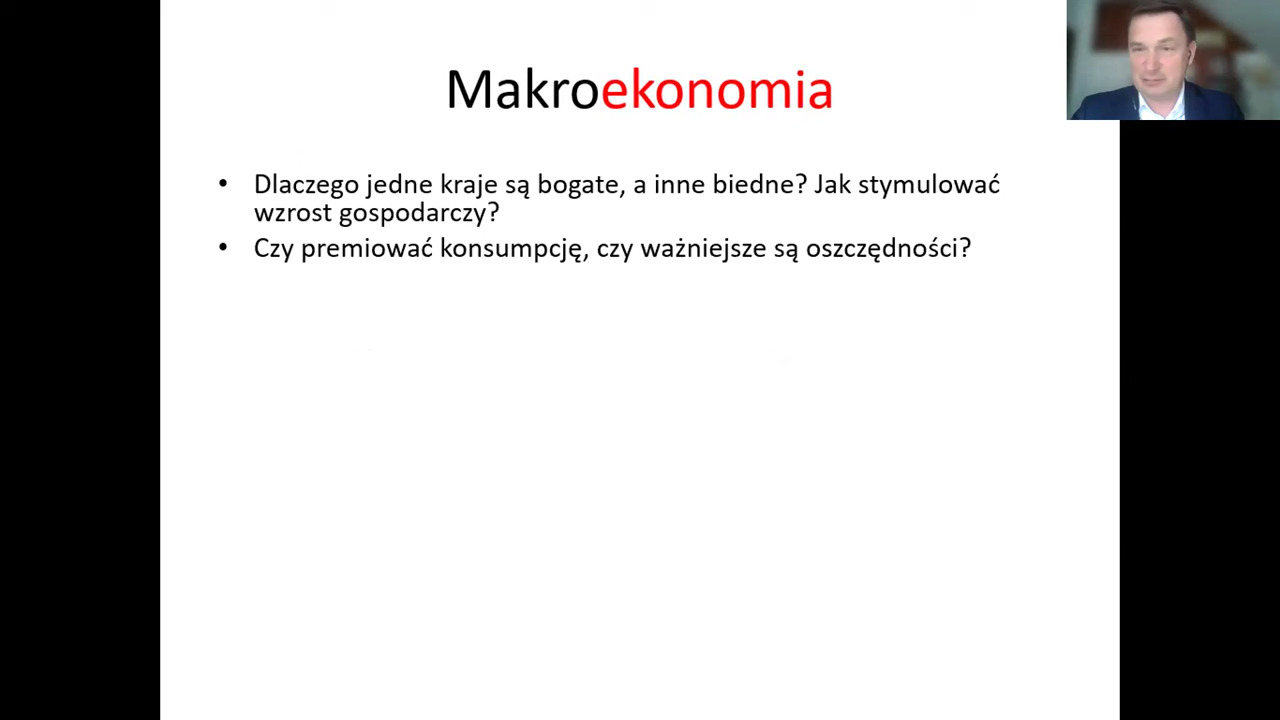 Makroekonomia
• Dlaczego jedne kraje są bogate, a inne biedne? Jak stymulować
wzrost gospodarczy?
• Czy premiować konsumpcję, czy ważniejsze są oszczędności?